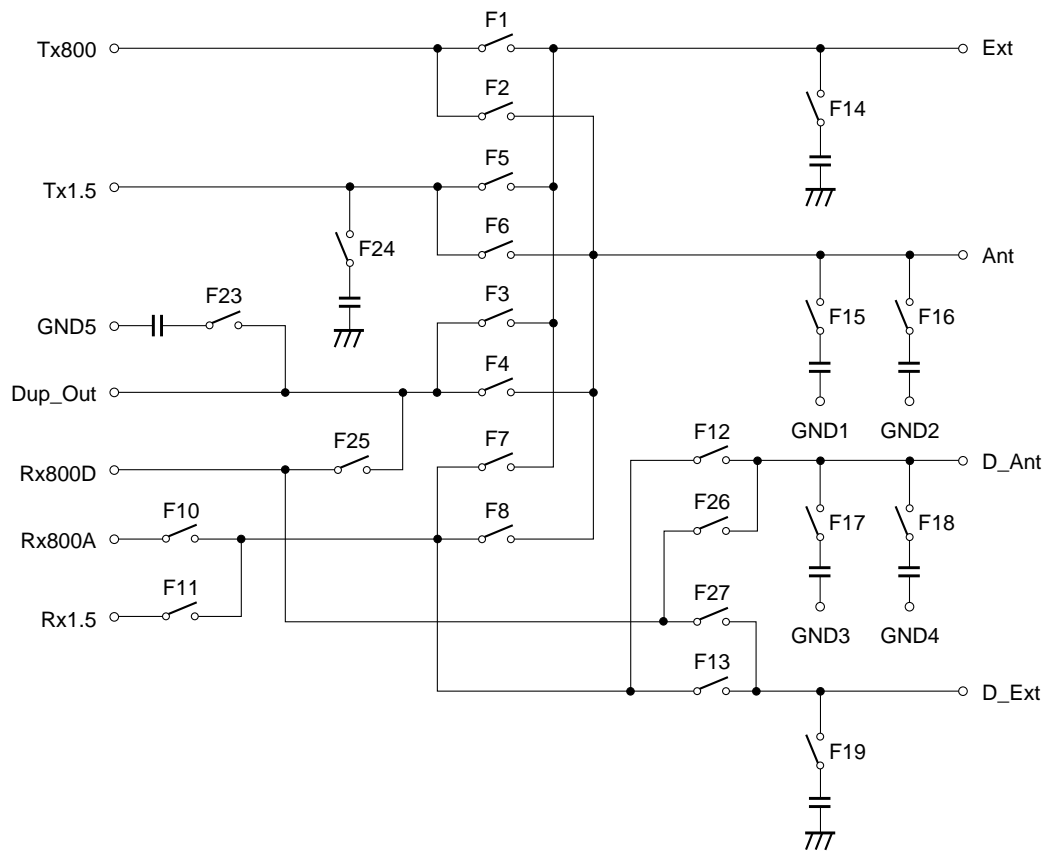 F1
Tx800
Ext
F2
F14
F5
Tx1.5
F6
F24
Ant
F3
F23
F15
F16
GND5
F4
Dup_Out
GND1
GND2
F12
F25
F7
Rx800D
D_Ant
F26
F10
F8
F17
F18
Rx800A
F11
F27
Rx1.5
GND3
GND4
F13
D_Ext
F19